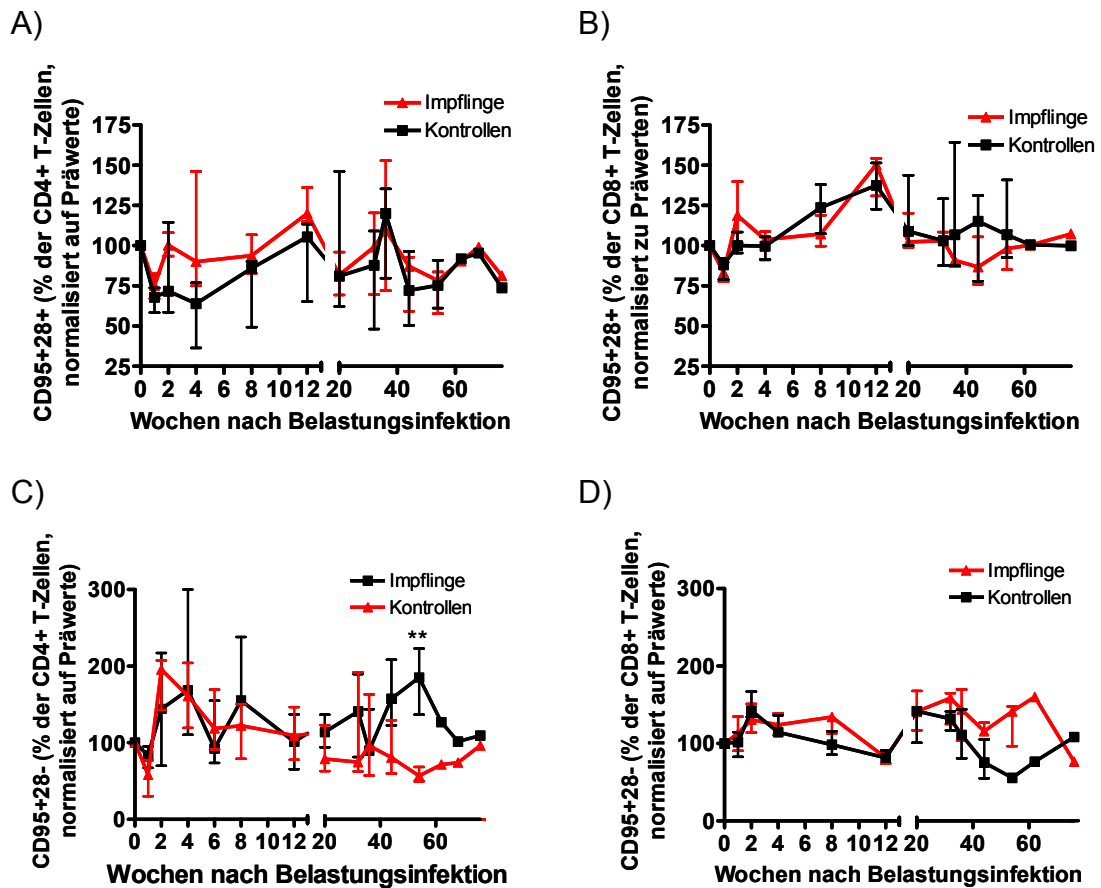 A)
CD95+28+ (% der CD4+ T-Zellen,
normalisiert auf Präwerte)
Impflinge
Kontrollen
175
150
125
100
75
50
25
0 2 4 6 8 10 12 20 40 60
Wochen nach Belastungsinfektion
B)
CD95+28+ (% der CD8+ T-Zellen,
normalisiert zu Präwerten)
Impflinge
Kontrollen
175
150
125
100
75
50
25
0 2 4 6 8 10 12 20 40 60
Wochen nach Belastungsinfektion
C)
CD95+28- (% der CD4+ T-Zellen,
normalisiert auf Präwerte)
Impflinge
Kontrollen
**
300
200
100
0
0 2 4 6 8 10 12 20 40 60
Wochen nach Belastungsinfektion
D)
CD95+28- (% der CD8+ T-Zellen,
normalisiert auf Präwerte)
Impflinge
Kontrollen
300
200
100
0
0 2 4 6 8 10 12 20 40 60
Wochen nach Belastungsinfektion